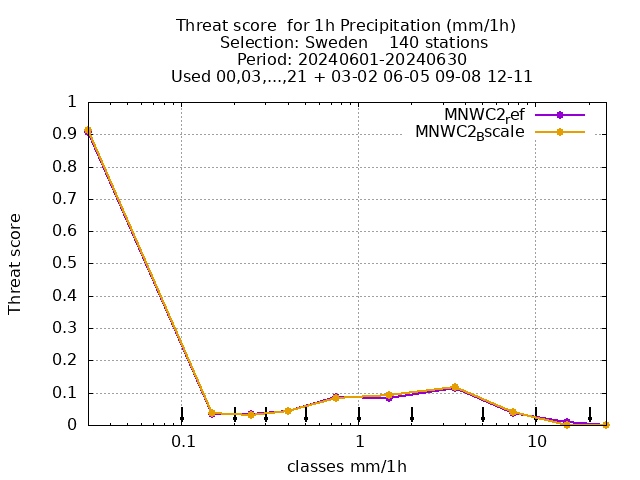 Threat score  for 1h Precipitation (mm/1h)
Selection: Sweden    140 stations
Period: 20240601-20240630
Used 00,03,...,21 + 03-02 06-05 09-08 12-11
MNWC2ref
MNWC2Bscale
1
0.9
0.8
0.7
0.6
0.5
0.4
0.3
0.2
0.1
0
Threat score
0.1
1
10
classes mm/1h